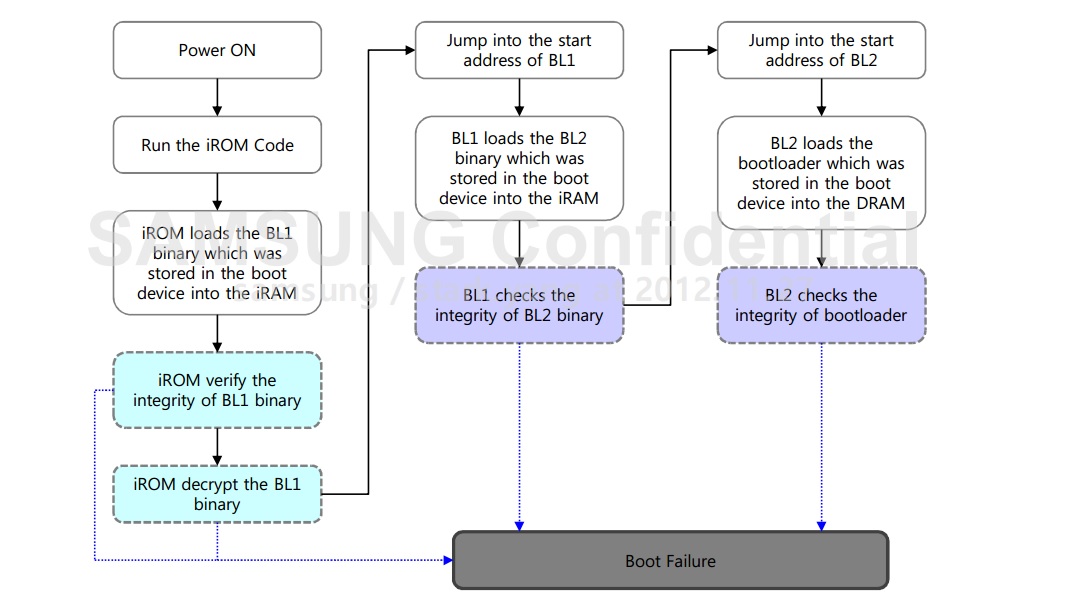 Power ON
Run the iROM Code
iROM loads the BL1
binary which was
stored in the boot
device into the iRAM
iROM verify the
integrity of BL1 binary
iROM decrypt the BL1
binary
Jump into the start
address of BL1
BL1 loads the BL2
binary which was
stored in the boot
device into the iRAM
BL1 checks the
integrity of BL2 binary
Jump into the start
address of BL2
BL2 loads the
bootloader which was
stored in the boot
device into the DRAM
BL2 checks the
integrity of bootloader
Boot Failure
SAMSUNG Confidential
samsung /